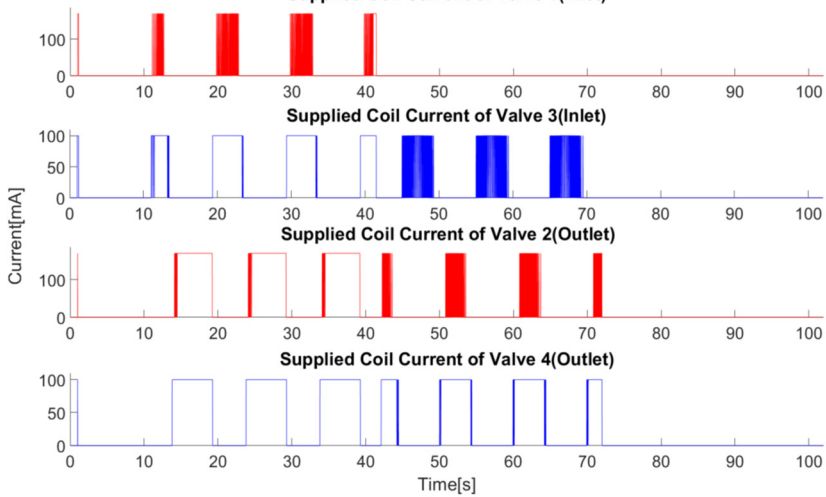 100
0
0 10 20 30 40 50 60 70 80 90 100
Supplied Coil Current of Valve 3(Inlet)
100
50
0
0 10 20 30 40 50 60 70 80 90 100
Supplied Coil Current of Valve 2(Outlet)
Current[mA]
100
0
0 10 20 30 40 50 60 70 80 90 100
Supplied Coil Current of Valve 4(Outlet)
100
50
0
0 10 20 30 40 50 60 70 80 90 100
Time[s]